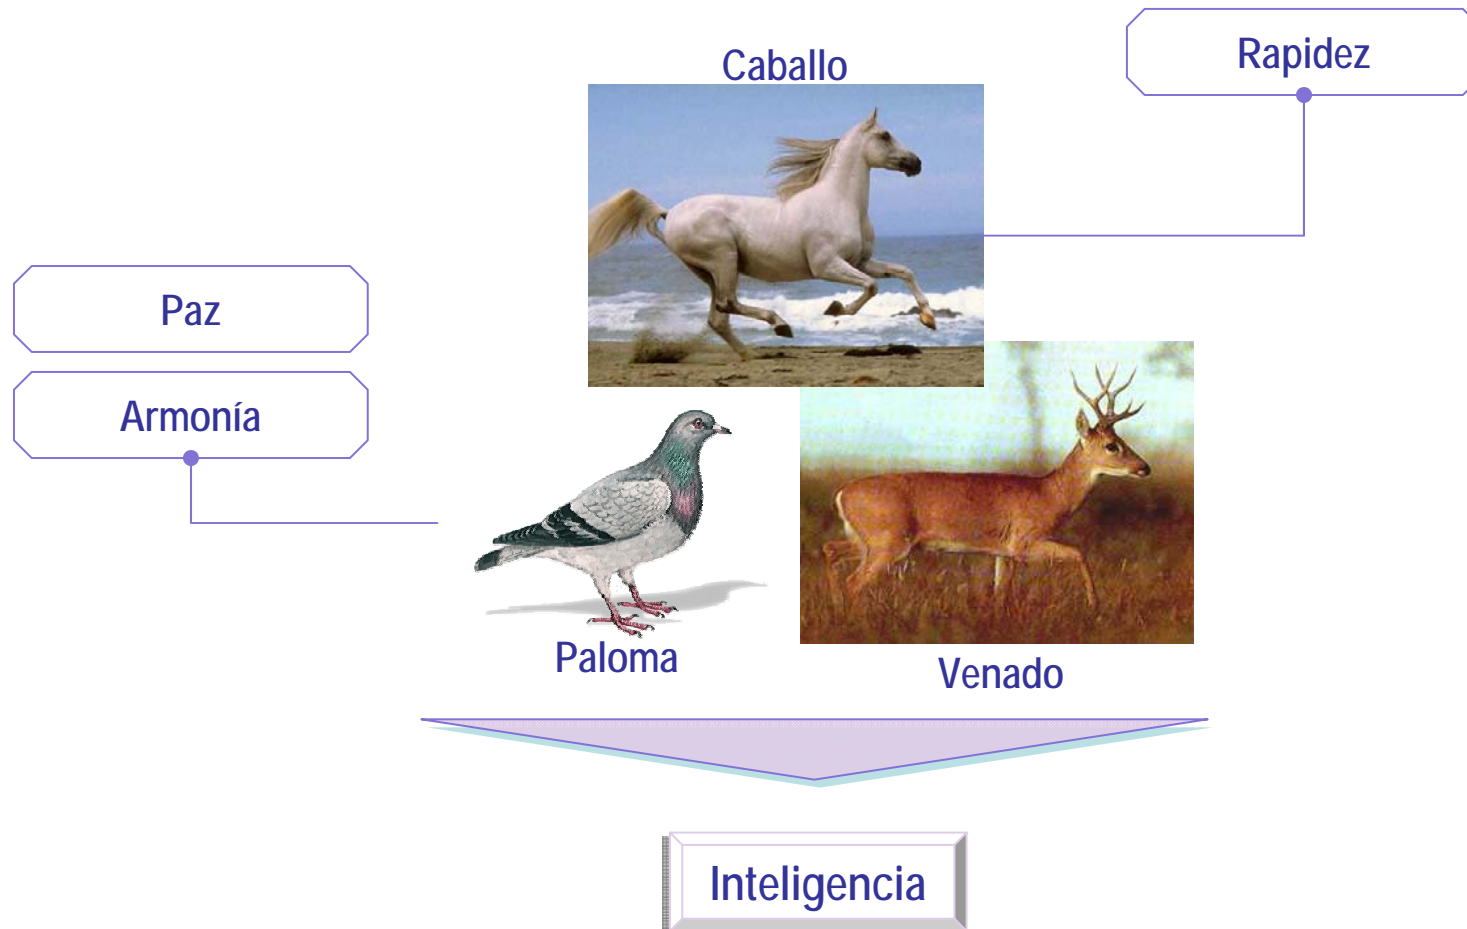 Caballo
Rapidez
Paz
Armonía
Paloma
Venado
Inteligencia